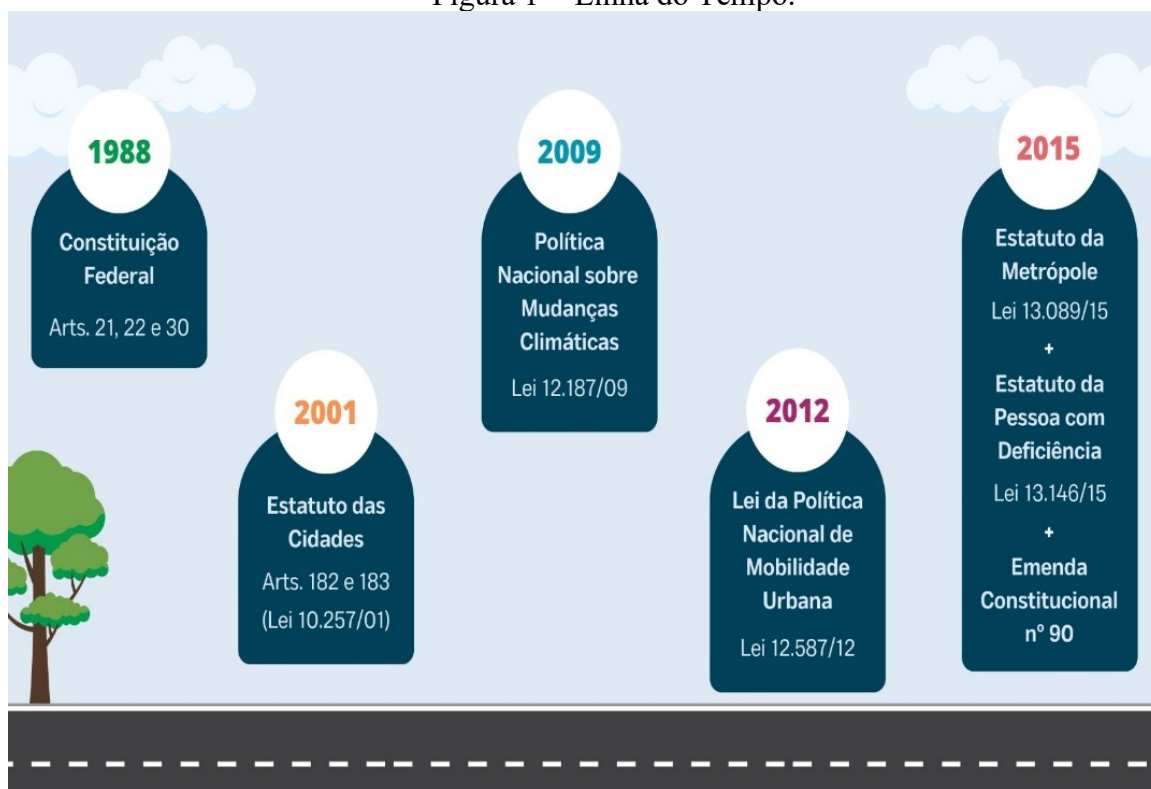 Figura 1 – Linha do Tempo.
1988
Constituição
Federal
Arts. 21, 22 e 30
2001
Estatuto das
Cidades
Arts. 182 e 183
(Lei 10.257/01)
2009
Política
Nacional sobre
Mudanças
Climáticas
Lei 12.187/09
2012
Lei da Política
Nacional de
Mobilidade
Urbana
Lei 12.587/12
2015
Estatuto da
Metrópole
Lei 13.089/15
+
Estatuto da
Pessoa com
Deficiência
Lei 13.146/15
+
Emenda
Constitucional
nº 90